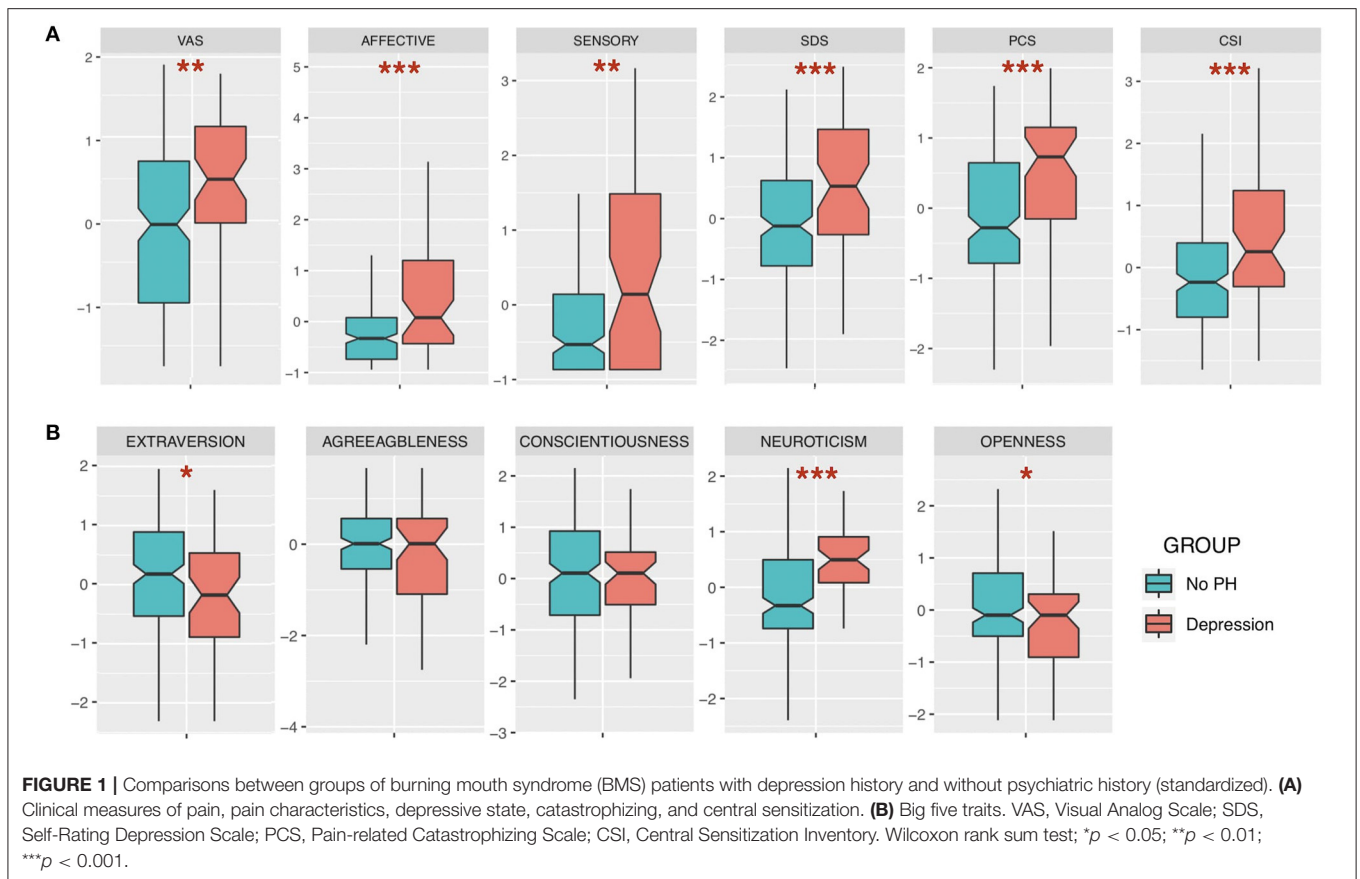 A
VAS AFFECTIVE SENSORY SDS PCS CSI
** *** ** *** *** ***
2 1 0 −1
5 4 3 2 1 0 −1
3 2 1 0 −1
2 1 0 −1 −2
2 1 0 −1 −2
3 2 1 0 −1
B
EXTRAVERSION AGREEAGBLENESS CONSCIENTIOUSNESS NEUROTICISM OPENNESS
* *** *
2 1 0 −1 −2
0 −2 −4
2 1 0 −1 −2 −3
2 1 0 −1 −2
2 1 0 −1 −2
GROUP
No PH
Depression
FIGURE 1 | Comparisons between groups of burning mouth syndrome (BMS) patients with depression history and without psychiatric history (standardized). (A)
Clinical measures of pain, pain characteristics, depressive state, catastrophizing, and central sensitization. (B) Big five traits. VAS, Visual Analog Scale; SDS,
Self-Rating Depression Scale; PCS, Pain-related Catastrophizing Scale; CSI, Central Sensitization Inventory. Wilcoxon rank sum test; *p < 0.05; **p < 0.01;
***p < 0.001.